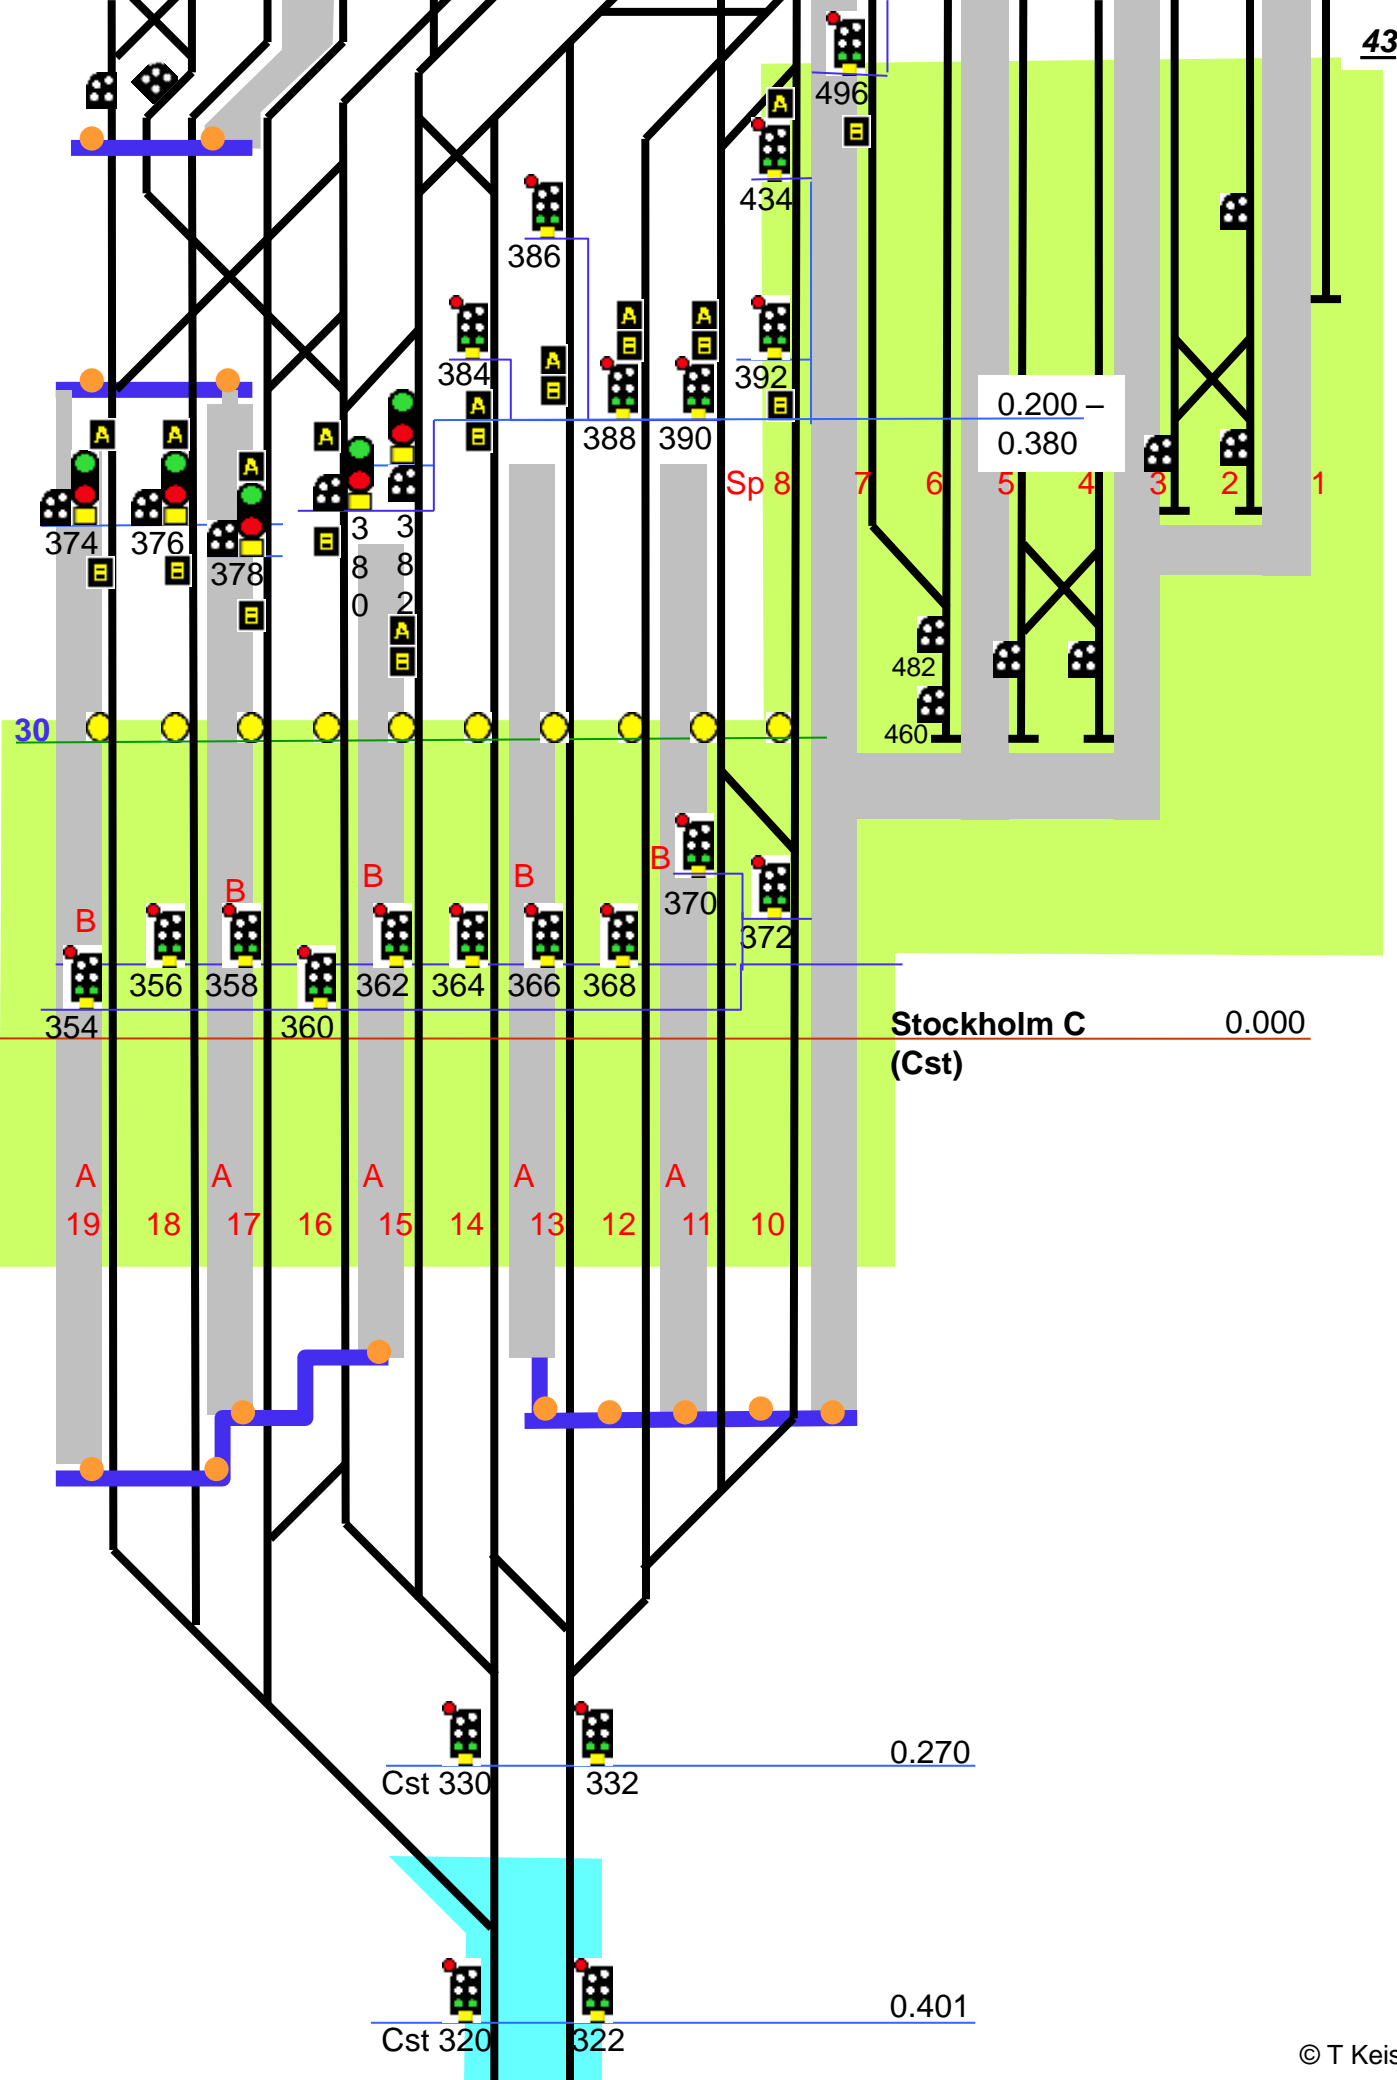 43
496
A
B
434
386
A
A
A
B
B
384
A
B
392
A
B
388
390
B
0.200 –
0.380
A
A
A
A
Sp 8
7
6
5
4
3
2
1
374
376
378
3
8
0
3
8
2
B
B
B
B
A
B
482
460
30
B
B
B
B
B
370
372
354
356
358
360
362
364
366
368
Stockholm C
(Cst)
0.000
A
A
A
A
A
19
18
17
16
15
14
13
12
11
10
0.270
Cst 330
332
0.401
Cst 320
322
© T Keis